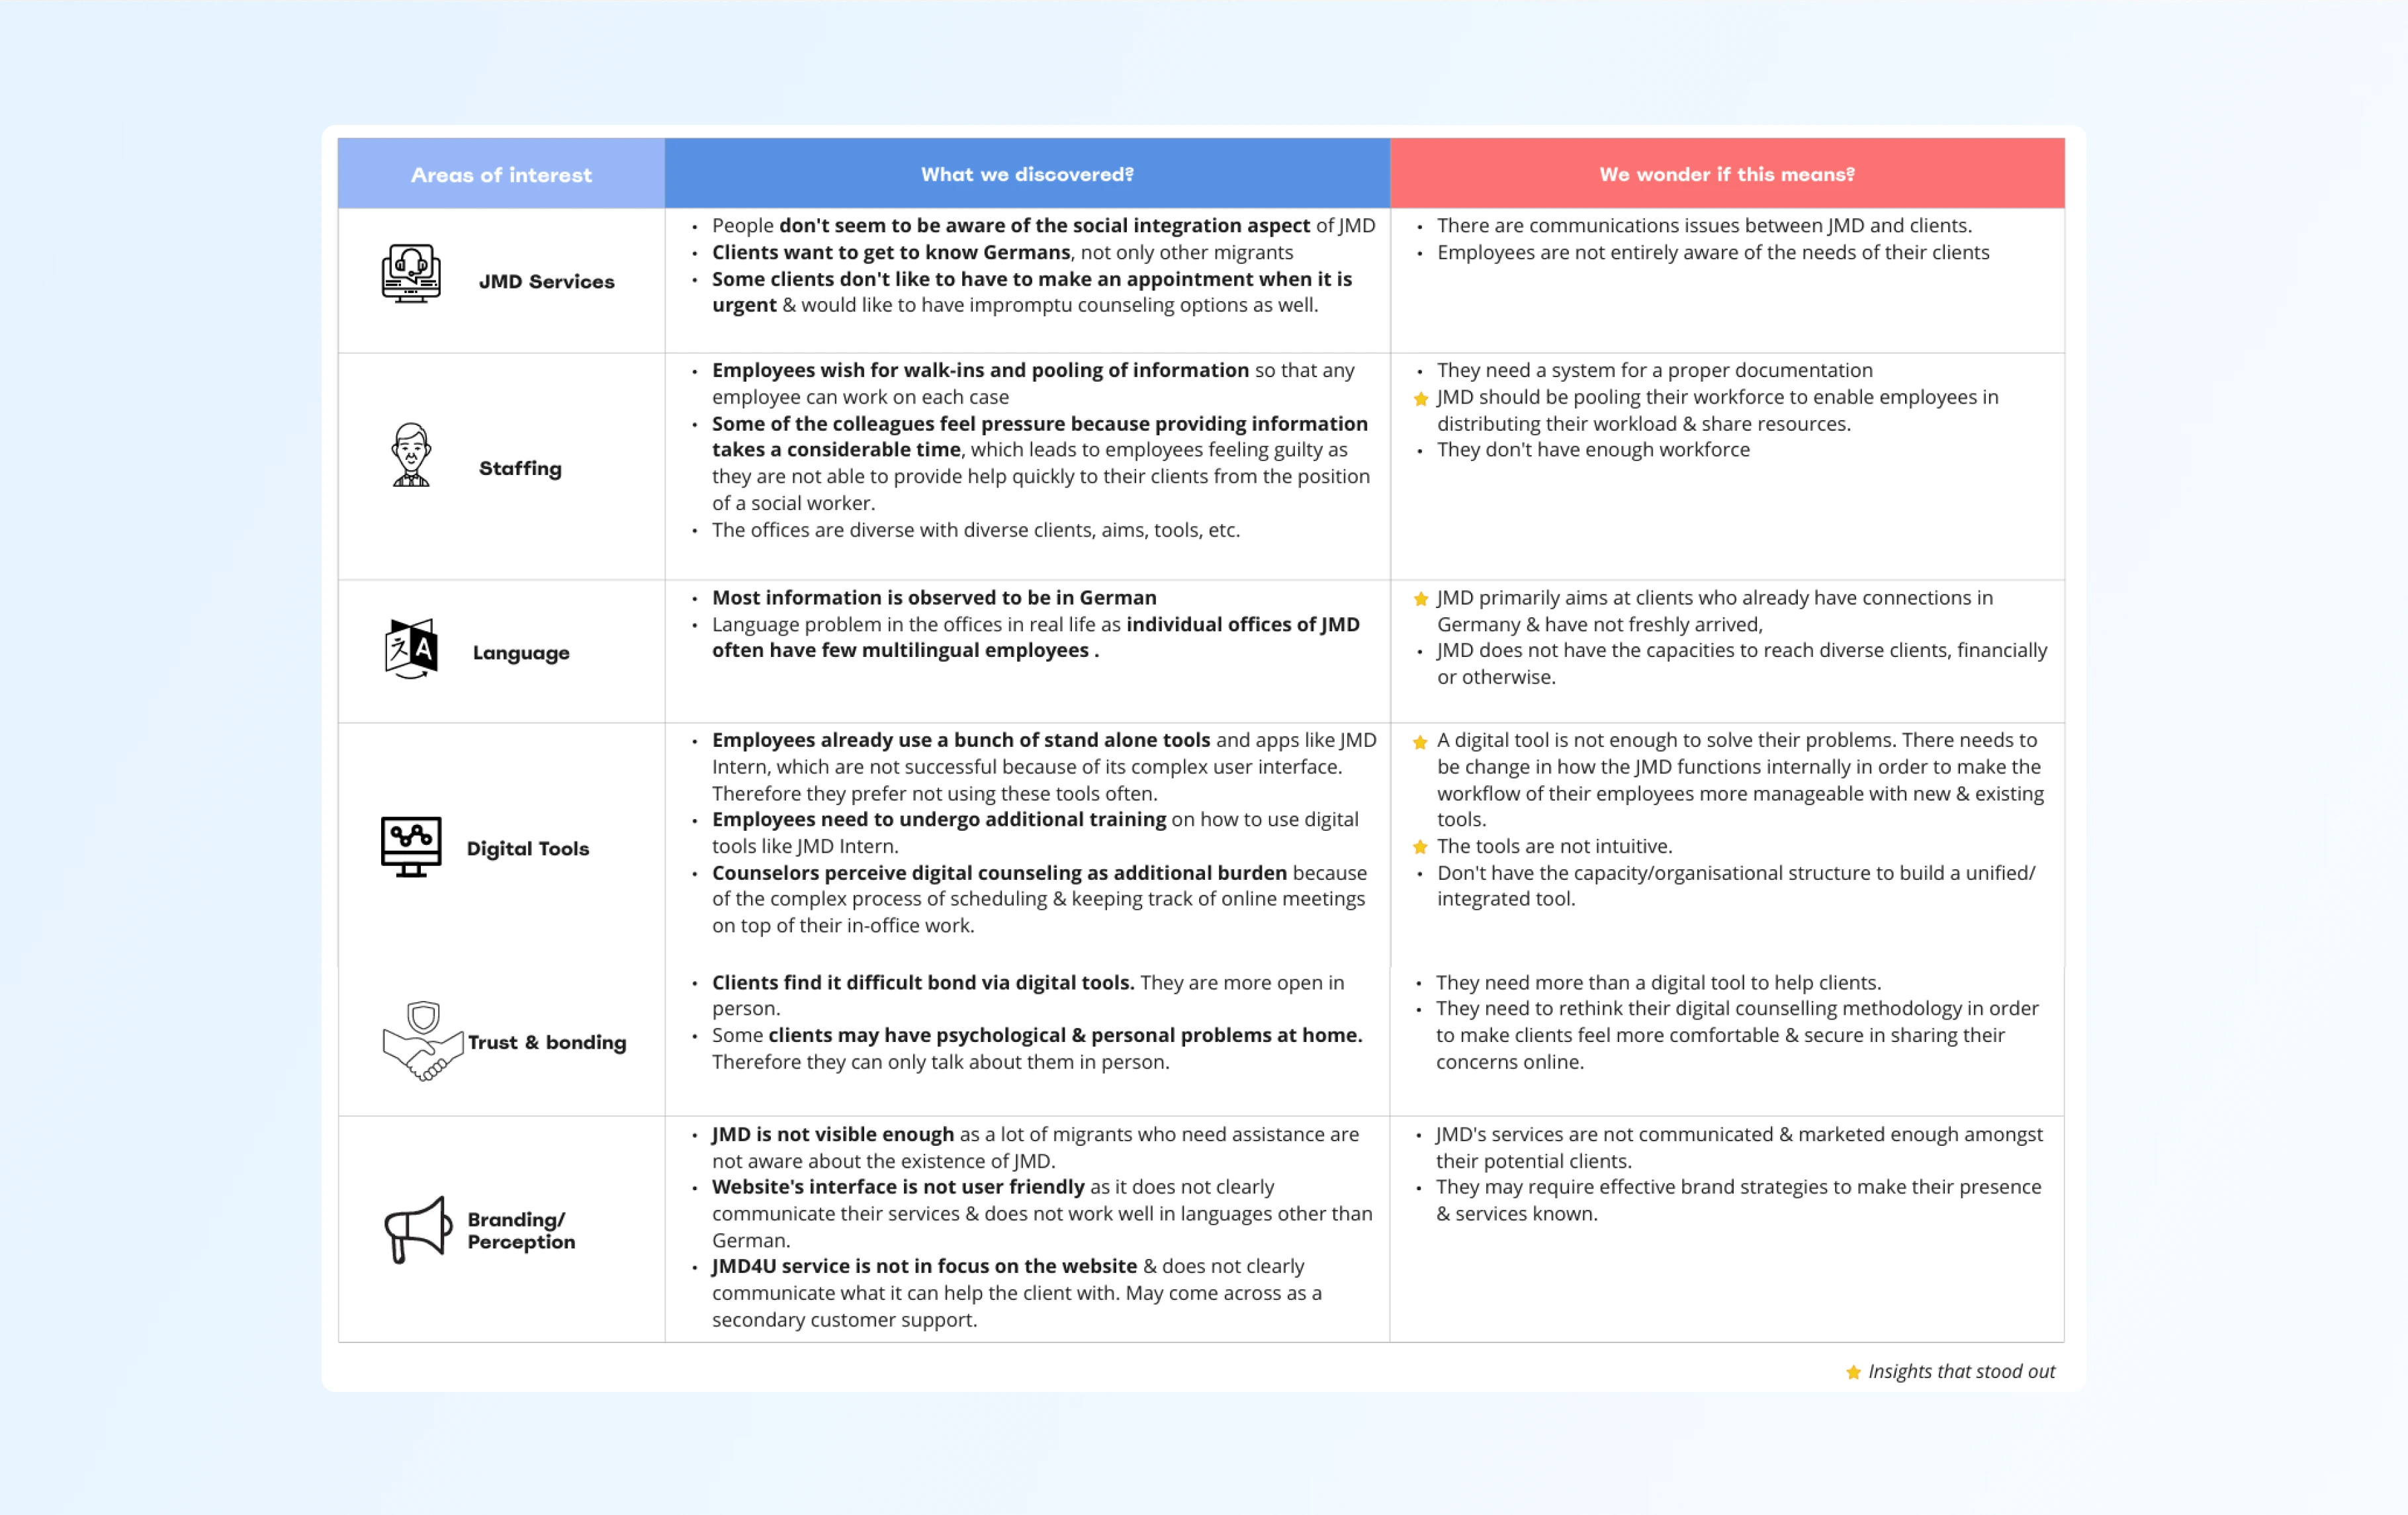 Areas of interest
What we discovered?
We wonder if this means?
JMD Services
• People don't seem to be aware of the social integration aspect of JMD
• Clients want to get to know Germans, not only other migrants
• Some clients don't like to have to make an appointment when it is
urgent & would like to have impromptu counseling options as well.
• There are communications issues between JMD and clients.
• Employees are not entirely aware of the needs of their clients
Staffing
• Employees wish for walk-ins and pooling of information so that any
employee can work on each case
• Some of the colleagues feel pressure because providing information
takes a considerable time, which leads to employees feeling guilty as
they are not able to provide help quickly to their clients from the position
of a social worker.
• The offices are diverse with diverse clients, aims, tools, etc.
• They need a system for a proper documentation
JMD should be pooling their workforce to enable employees in
distributing their workload & share resources.
• They don't have enough workforce
Language
• Most information is observed to be in German
• Language problem in the offices in real life as individual offices of JMD
often have few multilingual employees .
JMD primarily aims at clients who already have connections in
Germany & have not freshly arrived,
• JMD does not have the capacities to reach diverse clients, financially
or otherwise.
Digital Tools
• Employees already use a bunch of stand alone tools and apps like JMD
Intern, which are not successful because of its complex user interface.
Therefore they prefer not using these tools often.
• Employees need to undergo additional training on how to use digital
tools like JMD Intern.
• Counselors perceive digital counseling as additional burden because
of the complex process of scheduling & keeping track of online meetings
on top of their in-office work.
A digital tool is not enough to solve their problems. There needs to
be change in how the JMD functions internally in order to make the
workflow of their employees more manageable with new & existing
tools.
The tools are not intuitive.
• Don't have the capacity/organisational structure to build a unified/
integrated tool.
Trust & bonding
• Clients find it difficult bond via digital tools. They are more open in
person.
• Some clients may have psychological & personal problems at home.
Therefore they can only talk about them in person.
• They need more than a digital tool to help clients.
• They need to rethink their digital counselling methodology in order
to make clients feel more comfortable & secure in sharing their
concerns online.
Branding/
Perception
• JMD is not visible enough as a lot of migrants who need assistance are
not aware about the existence of JMD.
• Website's interface is not user friendly as it does not clearly
communicate their services & does not work well in languages other than
German.
• JMD4U service is not in focus on the website & does not clearly
communicate what it can help the client with. May come across as a
secondary customer support.
• JMD's services are not communicated & marketed enough amongst
their potential clients.
• They may require effective brand strategies to make their presence
& services known.
Insights that stood out